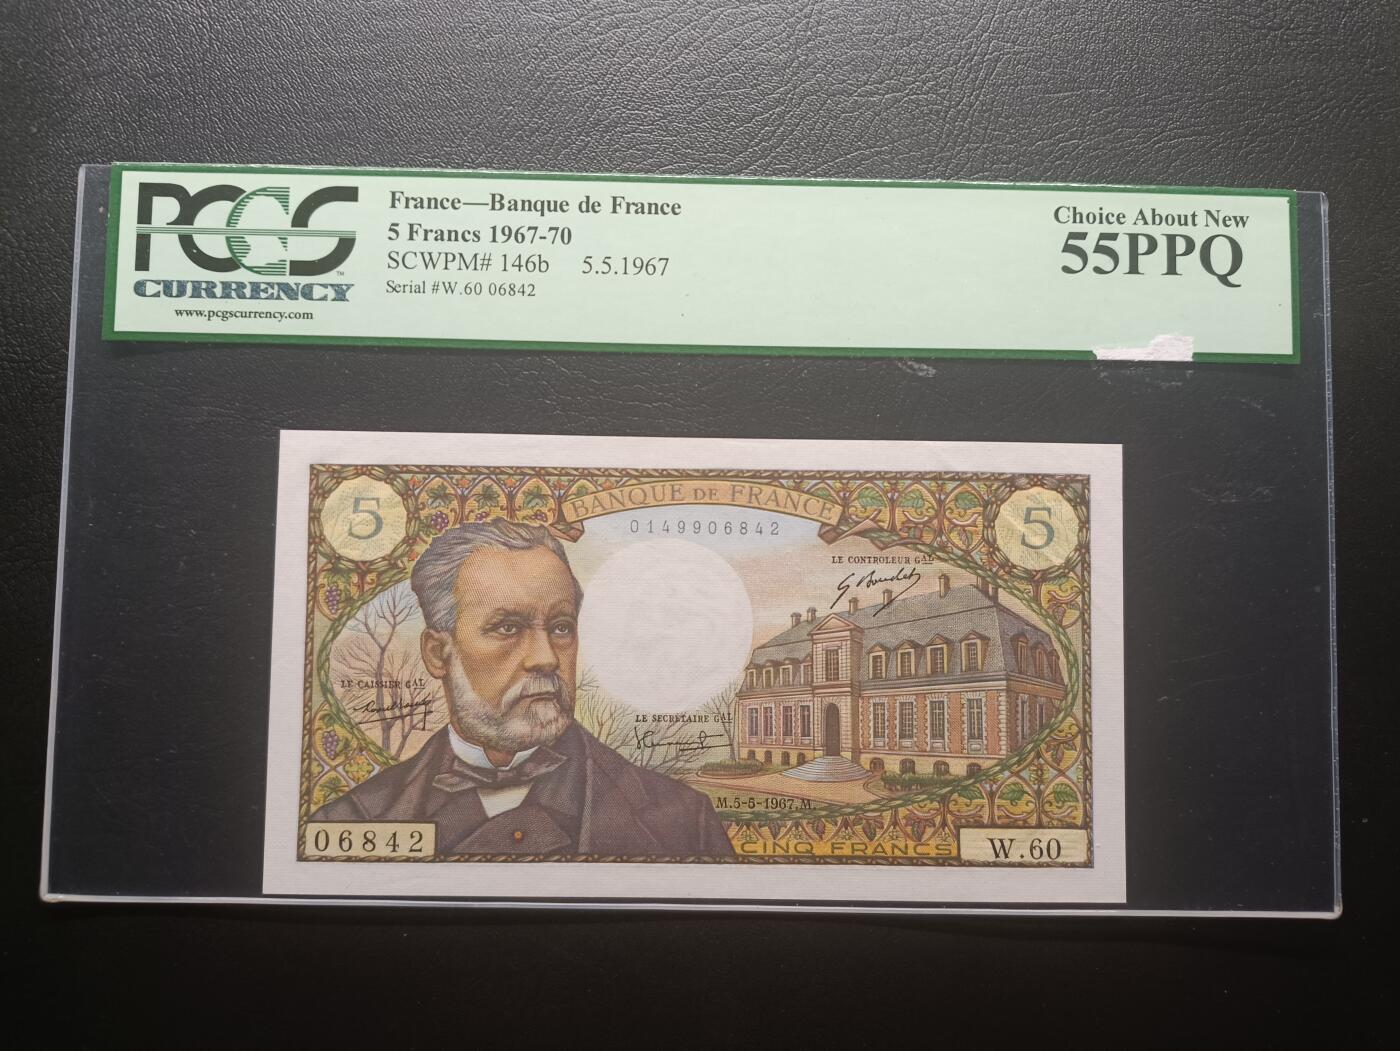 PCGS
CURRENCY
TM
www.pcgscurrency.com
France—Banque de France
5 Francs 1967-70
SCWPM# 146b 5.5.1967
Serial #W.60 06842
Choice About New
55PPQ
5
BANQUE DE FRANCE
5
0149906842
LE CONTROLEUR GAL
LE CAISSIER GAL
LE SECRÉTAIRE GAL
M.5-5-1967.M.
06842
CINQ FRANCS
W.60